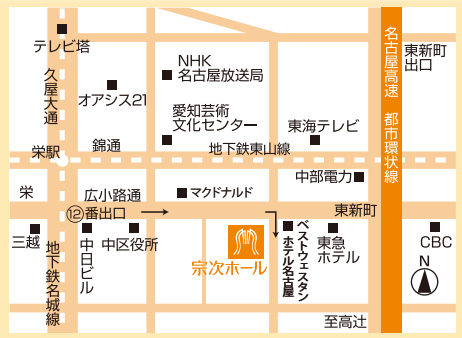 テレビ塔
久屋大通
オアシス21
NHK
名古屋放送局
愛知芸術
文化センター
東海テレビ
名古屋高速 都市環状線
東新町
出口
栄駅
錦通
地下鉄東山線
中部電力
栄
広小路通
マクドナルド
東新町
⑫番出口
三越
地下鉄名城線
中日ビル
中区役所
宗次ホール
ベストウェスタン
ホテル名古屋
東急
ホテル
CBC
N
至高辻